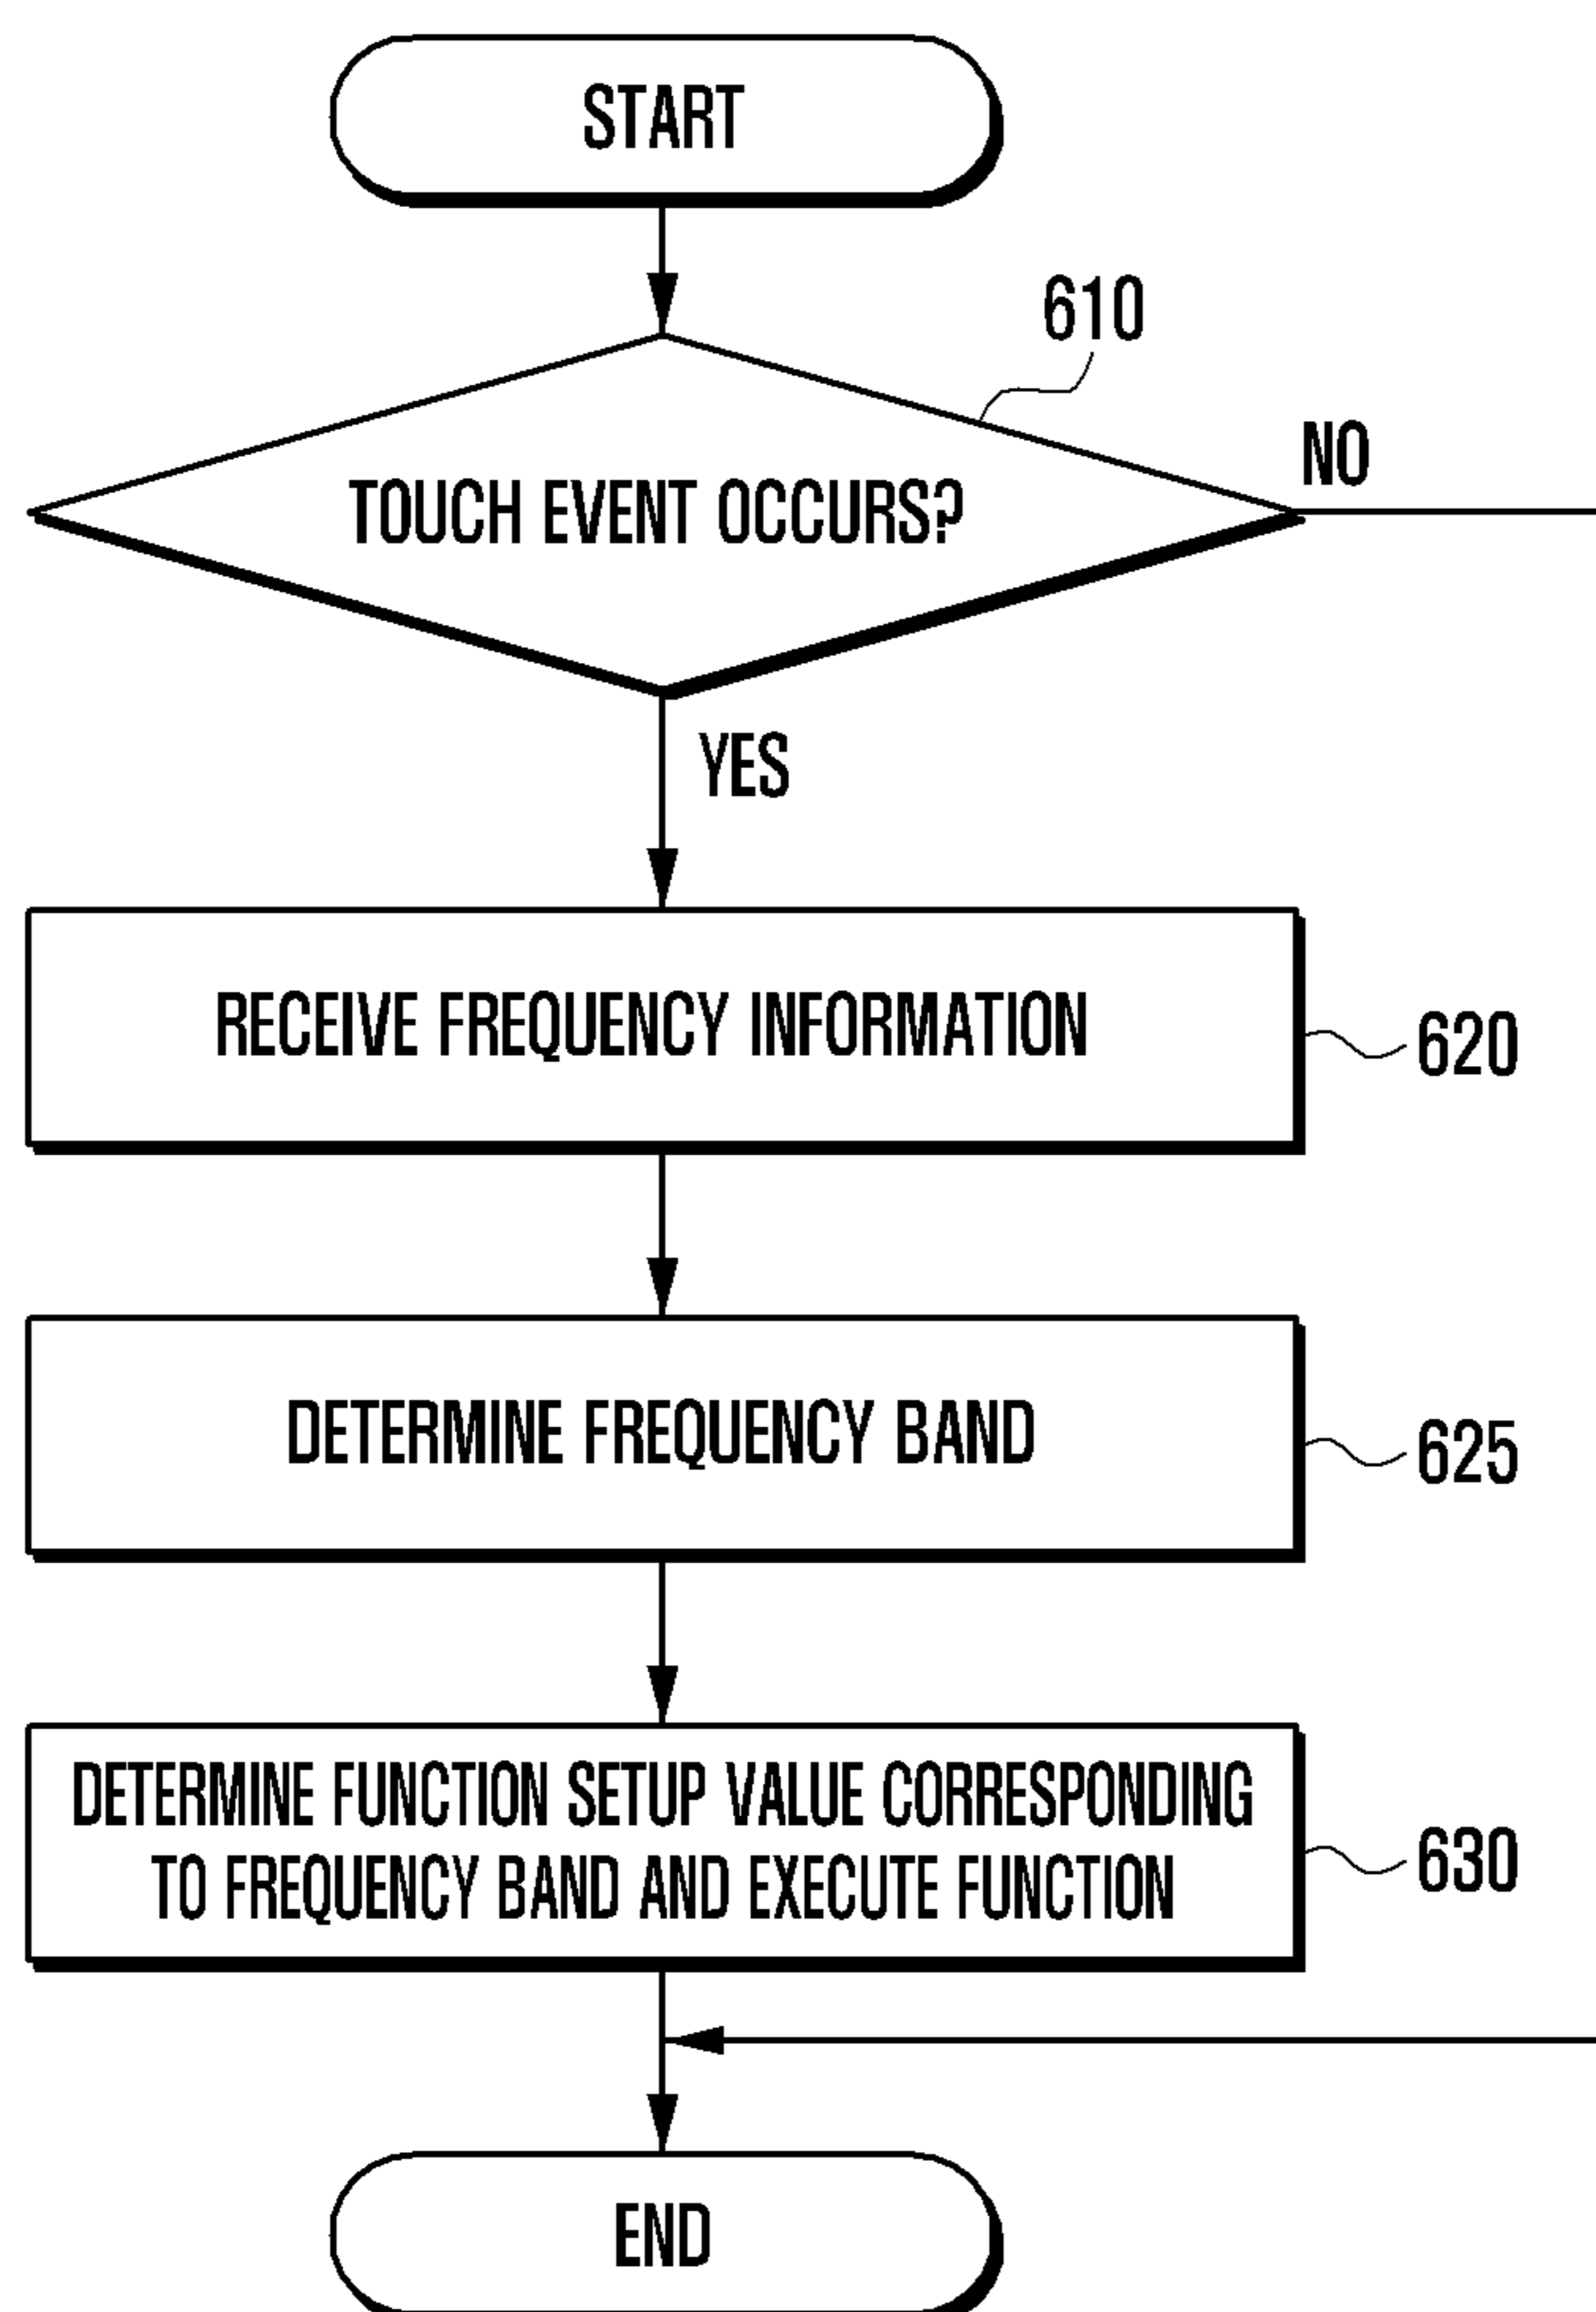 START
610
NO
TOUCH EVENT OCCURS?
YES
RECEIVE FREQUENCY INFORMATION
620
DETERMINE FREQUENCY BAND
625
DETERMINE FUNCTION SETUP VALUE CORRESPONDING
TO FREQUENCY BAND AND EXECUTE FUNCTION
630
END